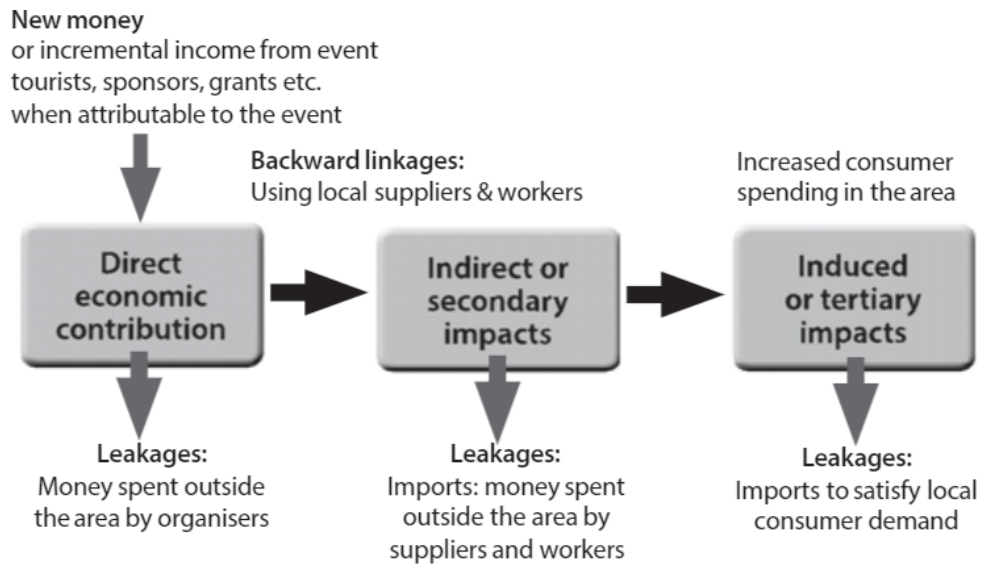 New money
or incremental income from event
tourists, sponsors, grants etc.
when attributable to the event
Backward linkages:
Using local suppliers & workers
Increased consumer
spending in the area
Direct
economic
contribution
Indirect or
secondary
impacts
Induced
or tertiary
impacts
Leakages:
Money spent outside
the area by organisers
Leakages:
Imports: money spent
outside the area by
suppliers and workers
Leakages:
Imports to satisfy local
consumer demand